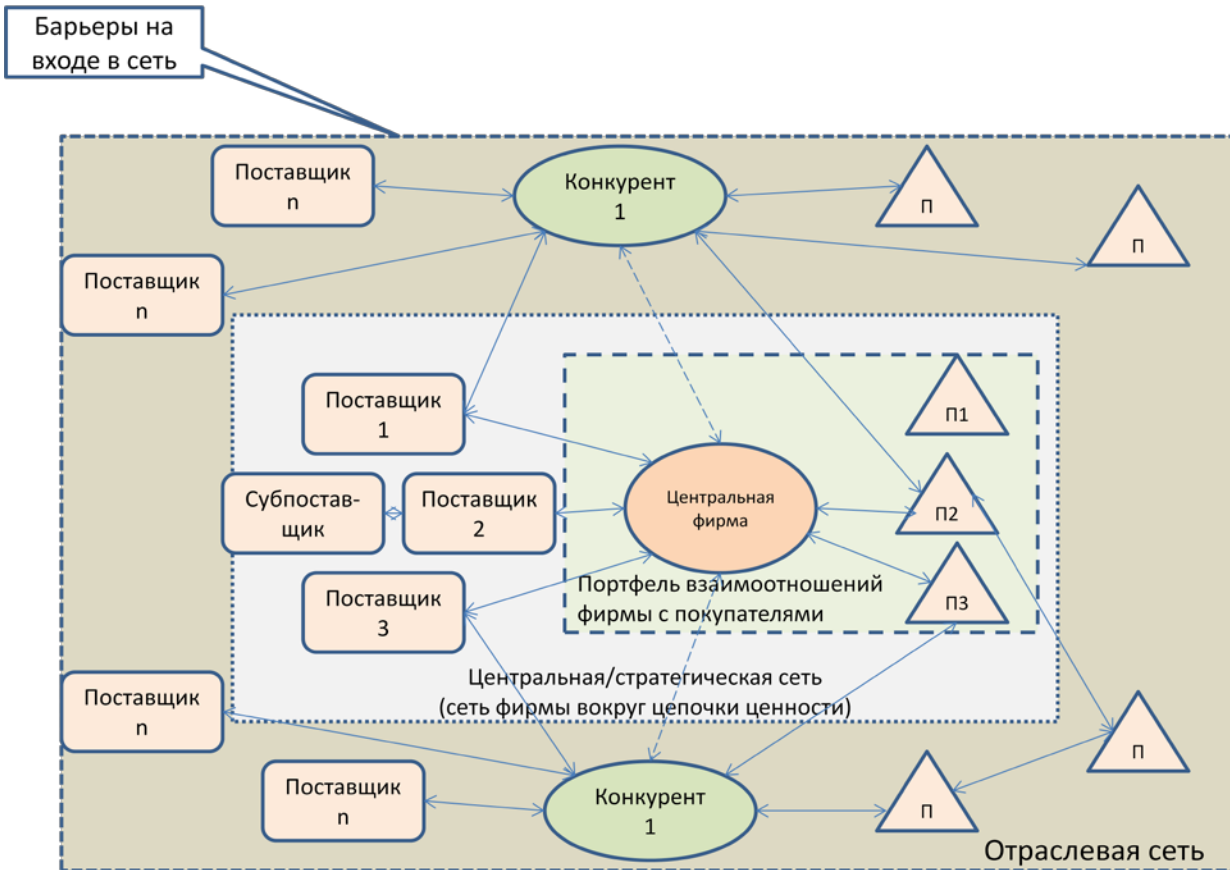 Барьеры на
входе в сеть
Поставщик
n
Конкурент
1
П
П
Поставщик
n
Поставщик
1
П1
Субпостав-
щик
Поставщик
2
Центральная
фирма
П2
Поставщик
3
Портфель взаимоотношений
фирмы с покупателями
П3
Центральная/стратегическая сеть
(сеть фирмы вокруг цепочки ценности)
Поставщик
n
П
Поставщик
n
Конкурент
1
П
Отраслевая сеть